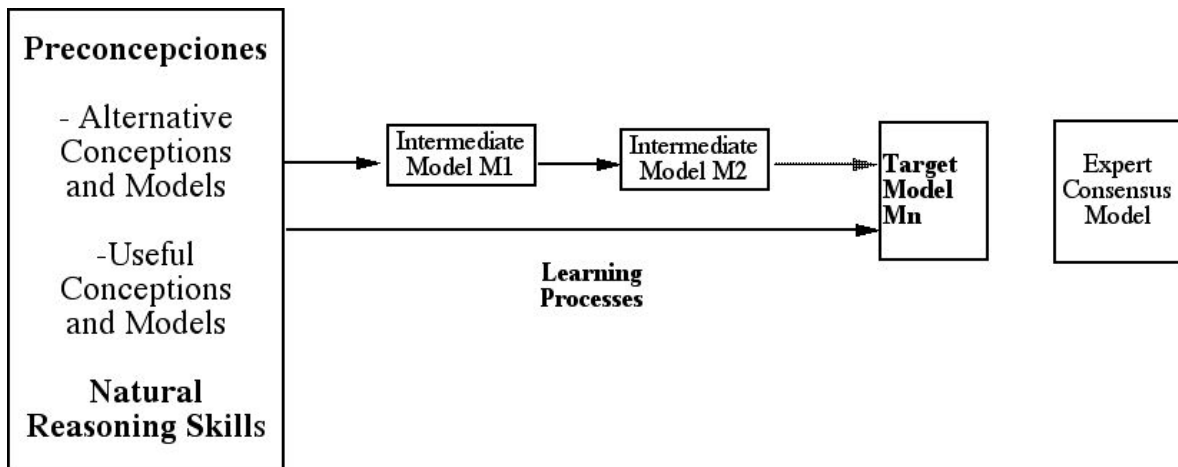 Preconcepciones
- Alternative
Conceptions
and Models
-Useful
Conceptions
and Models
Natural
Reasoning Skills
Intermediate
Model M1
Intermediate
Model M2
Target
Model
Mn
Expert
Consensus
Model
Learning
Processes